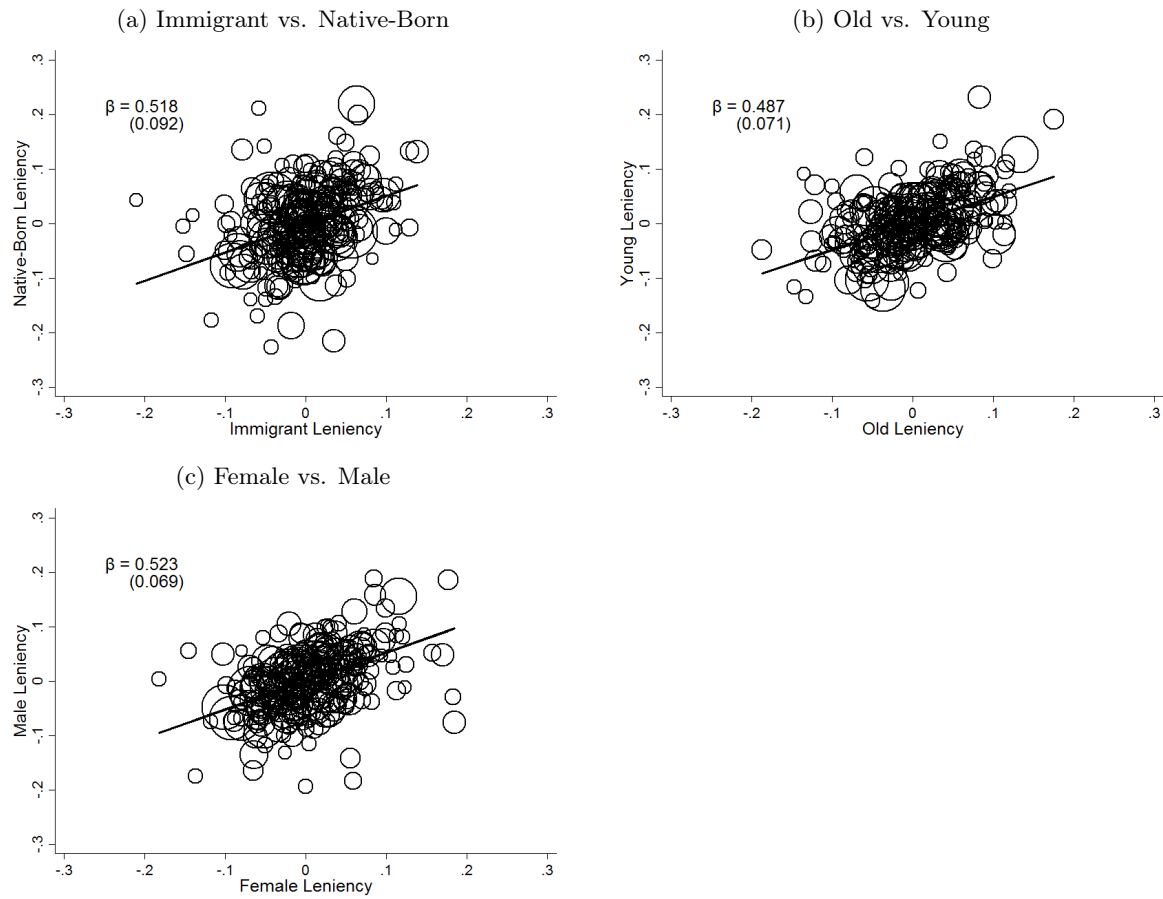 (a) Immigrant vs. Native-Born
.3
.2
.1
0
-.1
-.2
-.3
Native-Born Leniency
β = 0.518
(0.092)
-.3 -.2 -.1 0 .1 .2 .3
Immigrant Leniency
(b) Old vs. Young
.3
.2
.1
0
-.1
-.2
-.3
Young Leniency
β = 0.487
(0.071)
-.3 -.2 -.1 0 .1 .2 .3
Old Leniency
(c) Female vs. Male
.3
.2
.1
0
-.1
-.2
-.3
Male Leniency
β = 0.523
(0.069)
-.3 -.2 -.1 0 .1 .2 .3
Female Leniency